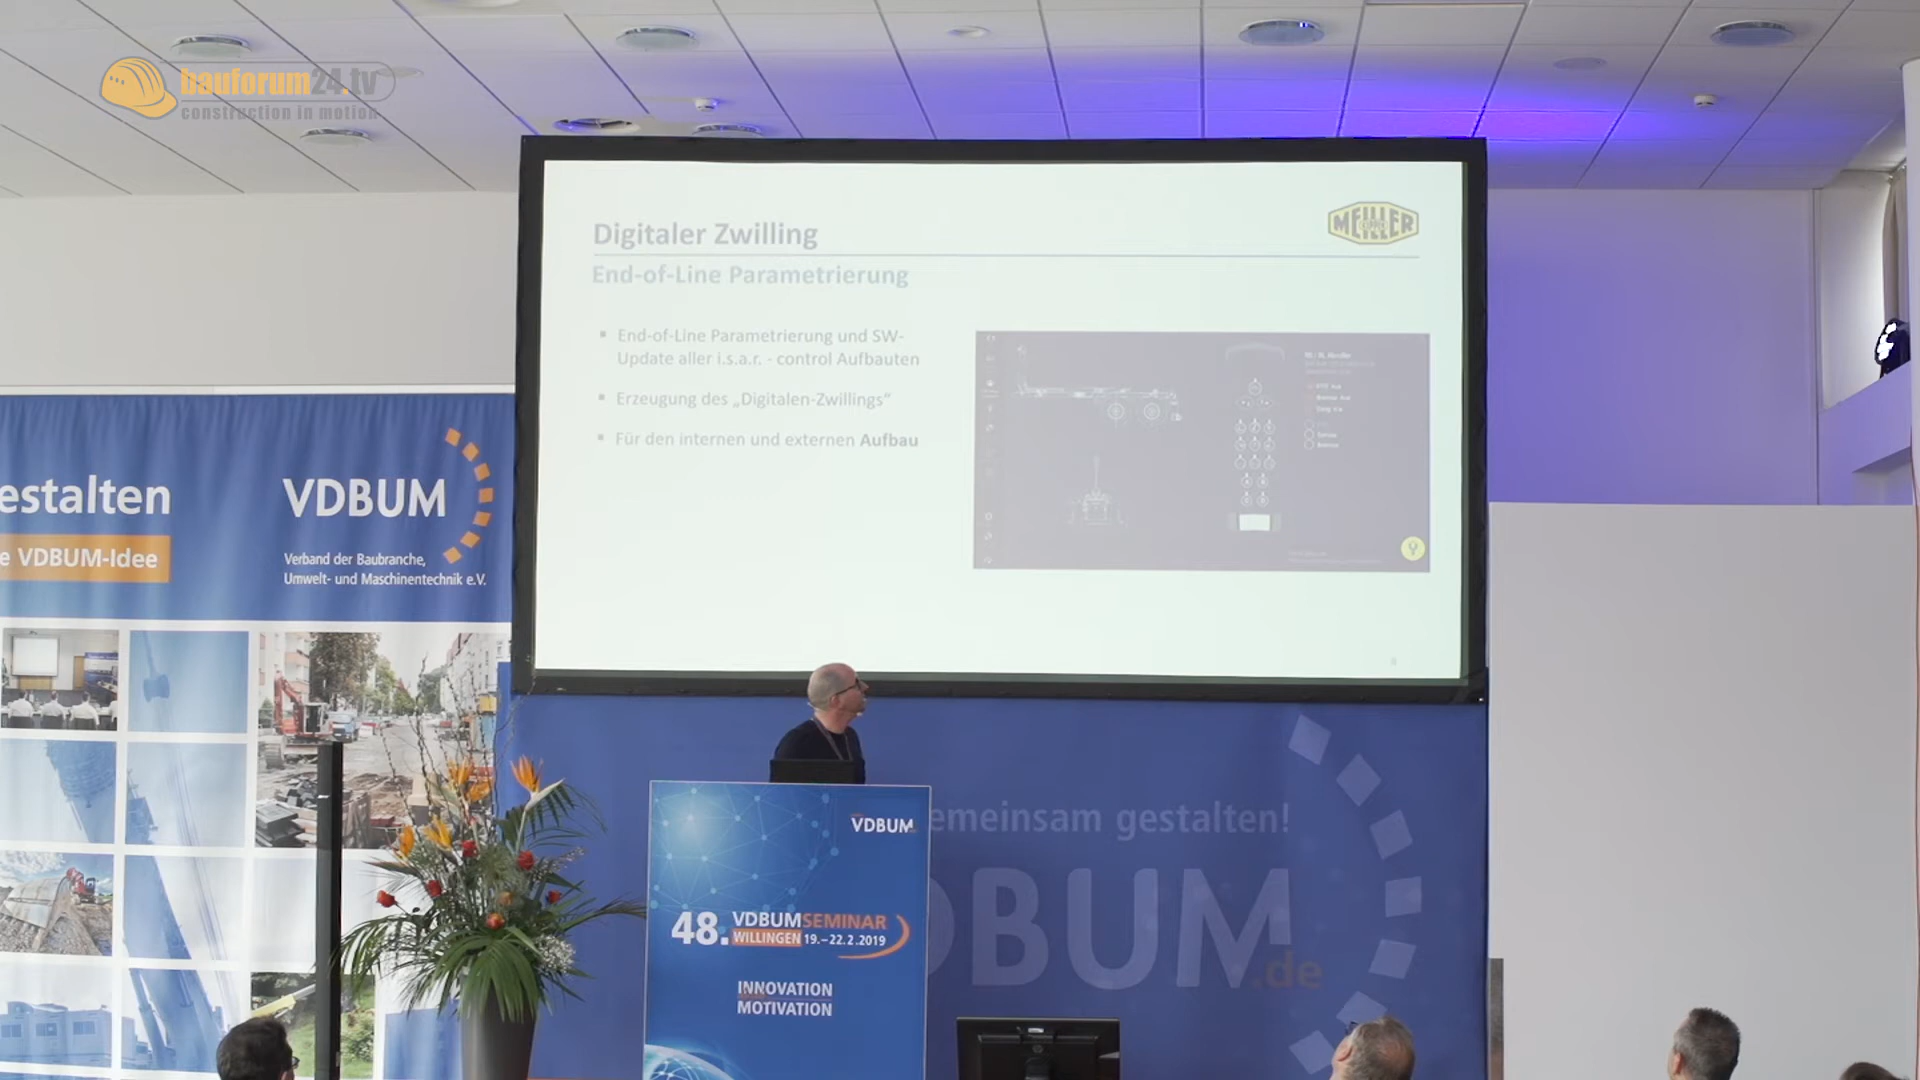 bauforum24.tv
construction in motion
Digitaler Zwilling
MEILLER
End-of-Line Parametrierung
▪ End-of-Line Parametrierung und SW-
Update aller i.s.a.r. - control Aufbauten
▪ Erzeugung des „Digitalen-Zwillings“
▪ Für den internen und externen Aufbau
estalten
e VDBUM-Idee
VDBUM
Verband der Baubranche,
Umwelt- und Maschinentechnik e.V.
emeinsam gestalten!
DBUM
.de
VDBUM
48. VDBUMSEMINAR
WILLINGEN 19.–22.2.2019
INNOVATION
MOTIVATION